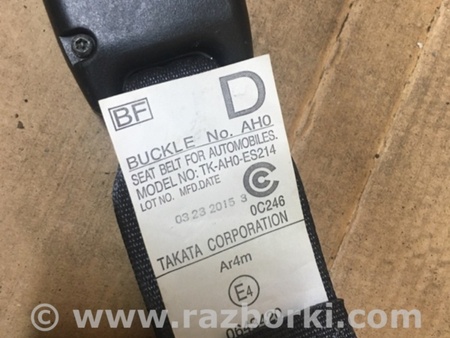 BF
D
BUCKLE No. AH0
SEAT BELT FOR AUTOMOBILES.
MODEL NO: TK-AH0-ES214
LOT NO. MFD.DATE
03.23 2015 3
0C246
TAKATA CORPORATION
Ar4m
E4
www.razborki.com